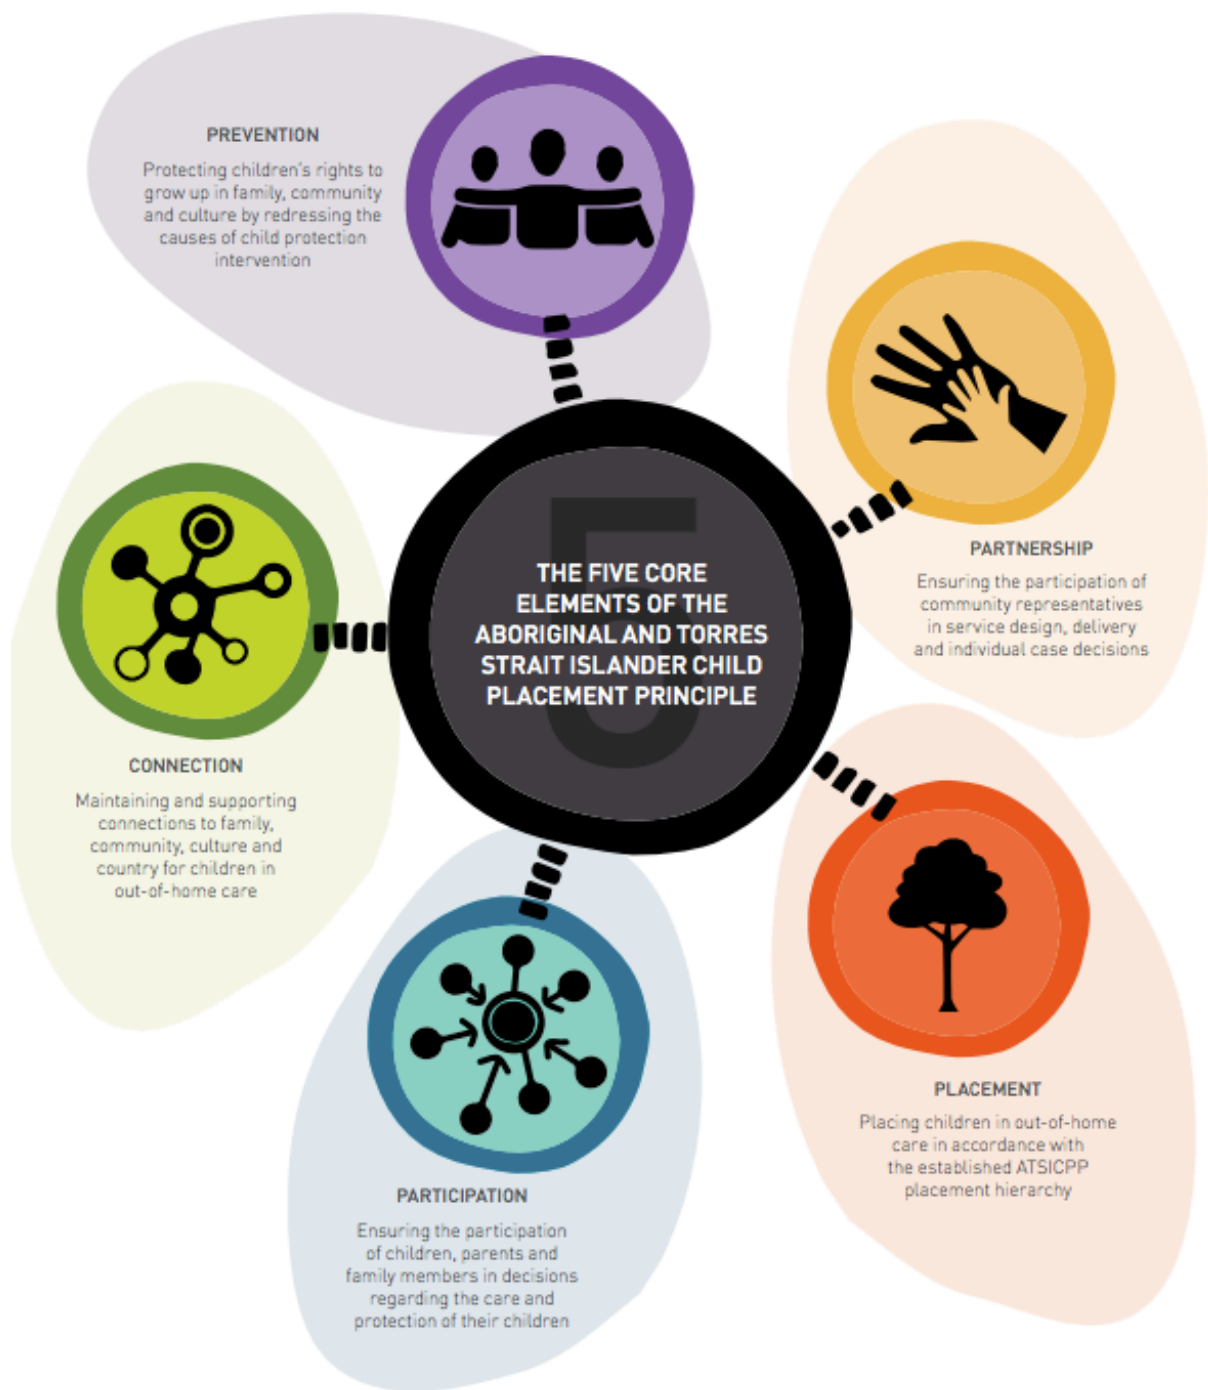 PREVENTION
Protecting children's rights to
grow up in family, community
and culture by redressing the
causes of child protection
intervention
PARTNERSHIP
Ensuring the participation of
community representatives
in service design, delivery
and individual case decisions
5
THE FIVE CORE
ELEMENTS OF THE
ABORIGINAL AND TORRES
STRAIT ISLANDER CHILD
PLACEMENT PRINCIPLE
CONNECTION
Maintaining and supporting
connections to family,
community, culture and
country for children in
out-of-home care
PLACEMENT
Placing children in out-of-home
care in accordance with
the established ATSICPP
placement hierarchy
PARTICIPATION
Ensuring the participation
of children, parents and
family members in decisions
regarding the care and
protection of their children